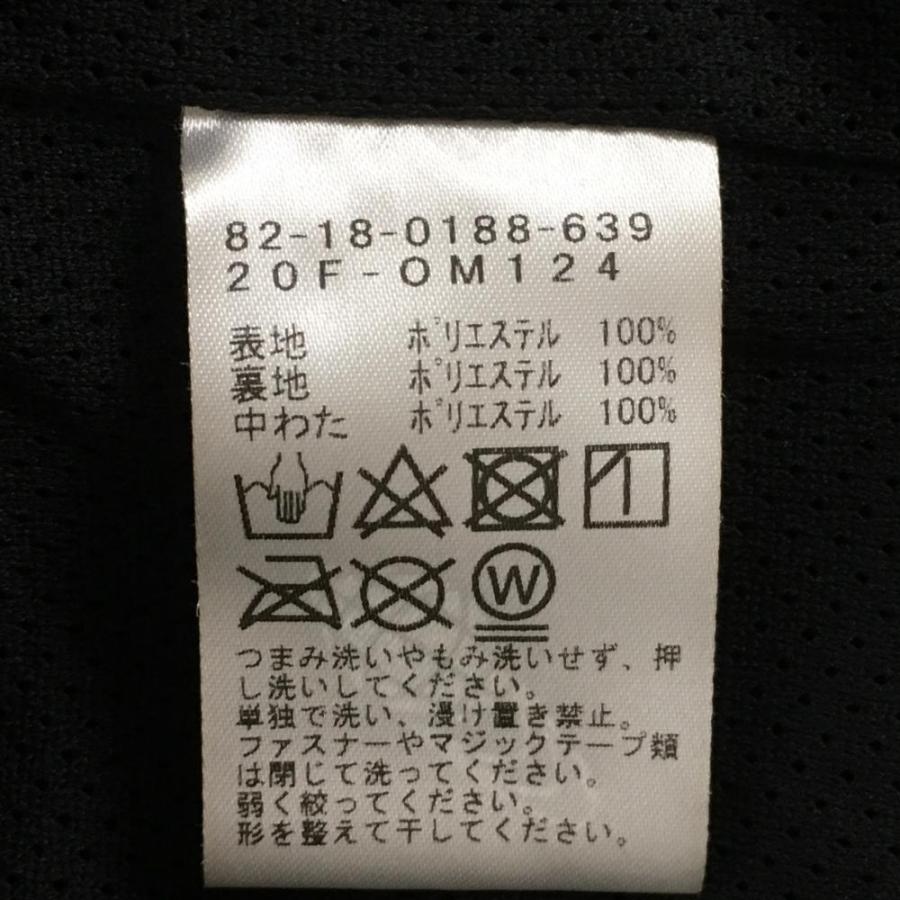 82-18-0188-639
20F-OM124
表地 ポリエステル 100%
裏地 ポリエステル 100%
中わた ポリエステル 100%
W
つまみ洗いやもみ洗いせず、押
し洗いしてください。
単独で洗い、浸け置き禁止。
ファスナーやマジックテープ類
は閉じて洗ってください。
弱く絞ってください。
形を整えて干してください。